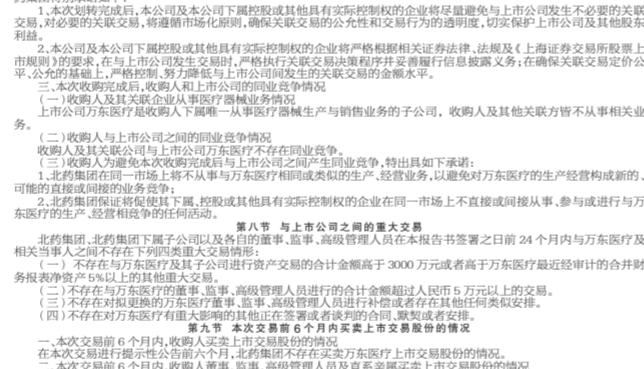 1、本次划转完成后,本公司及本公司下属控股或其他具有实际控制权的企业将尽量避免与上市公司发生不必要的关联
交易,对必要的关联交易,将遵循市场化原则,确保关联交易的公允性和交易行为的透明度,切实保护上市公司及其他股东
利益。
2、本公司及本公司下属控股或其他具有实际控制权的企业将严格根据相关证券法律、法规及《上海证券交易所股票上
市规则》的要求,在与上市公司发生交易时,严格执行关联交易决策程序并妥善履行信息披露义务;在确保关联交易定价公
平、公允的基础上,严格控制、努力降低与上市公司间发生的关联交易的金额水平。
三、本次收购完成后,收购人和上市公司的同业竞争情况
(一)收购人及其关联企业从事医疗器械业务情况
上市公司万东医疗是收购人下属唯一从事医疗器械生产与销售业务的子公司, 收购人及其他关联方皆不从事相关业
务。
(二)收购人与上市公司之间的同业竞争情况
收购人及其关联公司与上市公司万东医疗不存在同业竞争。
(三)收购人为避免本次收购完成后与上市公司之间产生同业竞争,特出具如下承诺:
1、北药集团在同一市场上将不从事与万东医疗相同或类似的生产、经营业务,以避免对万东医疗的生产经营构成新的、
可能的直接或间接的业务竞争;
2、北药集团保证将促使其下属、控股或其他具有实际控制权的企业在同一市场上不直接或间接从事、参与或进行与万
东医疗的生产、经营相竞争的任何活动。
第八节 与上市公司之间的重大交易
北药集团、北药集团下属子公司以及各自的董事、监事、高级管理人员在本报告书签署之日前 24 个月内与万东医疗及
相关当事人之间不存在下列四类重大交易情形:
(一) 不存在与万东医疗及其子公司进行资产交易的合计金额高于 3000 万元或者高于万东医疗最近经审计的合并财
务报表净资产 5%以上的其他重大交易。
(二)不存在与万东医疗的董事、监事、高级管理人员进行的合计金额超过人民币 5 万元以上的交易。
(三)不存在对拟更换的万东医疗董事、监事、高级管理人员进行补偿或者存在其他任何类似安排。
(四)不存在对万东医疗有重大影响的其他正在签署或者谈判的合同、默契或者安排。
第九节 本次交易前 6 个月内买卖上市交易股份的情况
一、本次交易前 6 个月内,收购人买卖上市交易股份的情况
在本次交易进行提示性公告前六个月,北药集团不存在买卖万东医疗上市交易股份的情况。
二、本次交易前 6 个月内,收购人董事、监事、高级管理人员及直系亲属买卖上市交易股份的情况